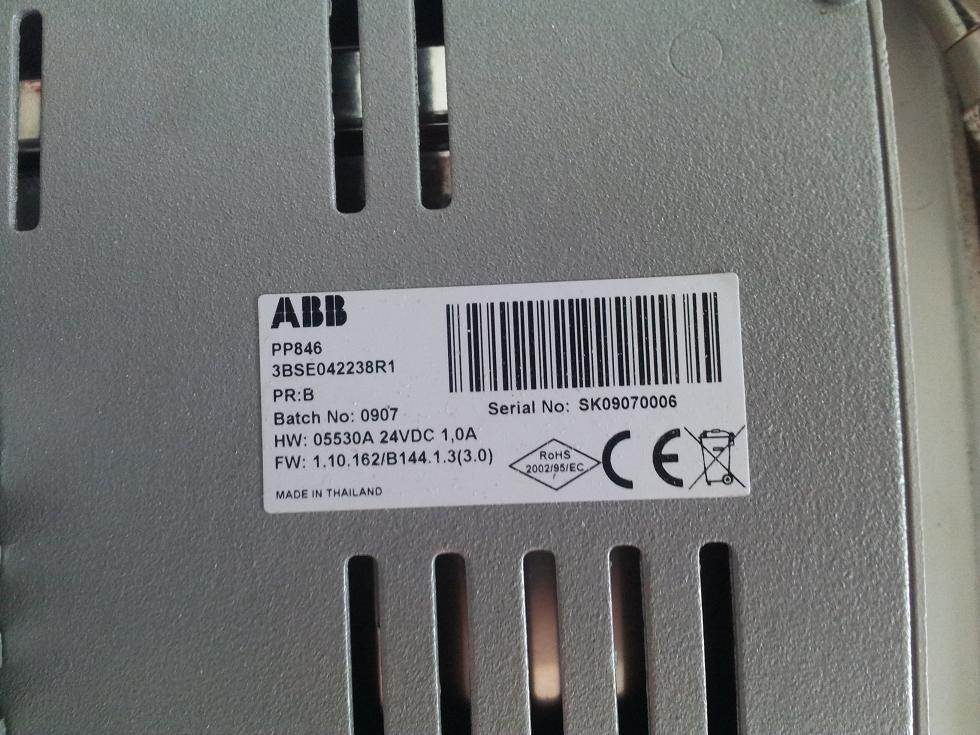 ABB
PP846
3BSE042238R1
PR:B
Batch No: 0907
Serial No: SK09070006
HW: 05530A 24VDC 1,0A
FW: 1.10.162/B144.1.3(3.0)
RoHS
2002/95/EC
CE
MADE IN THAILAND